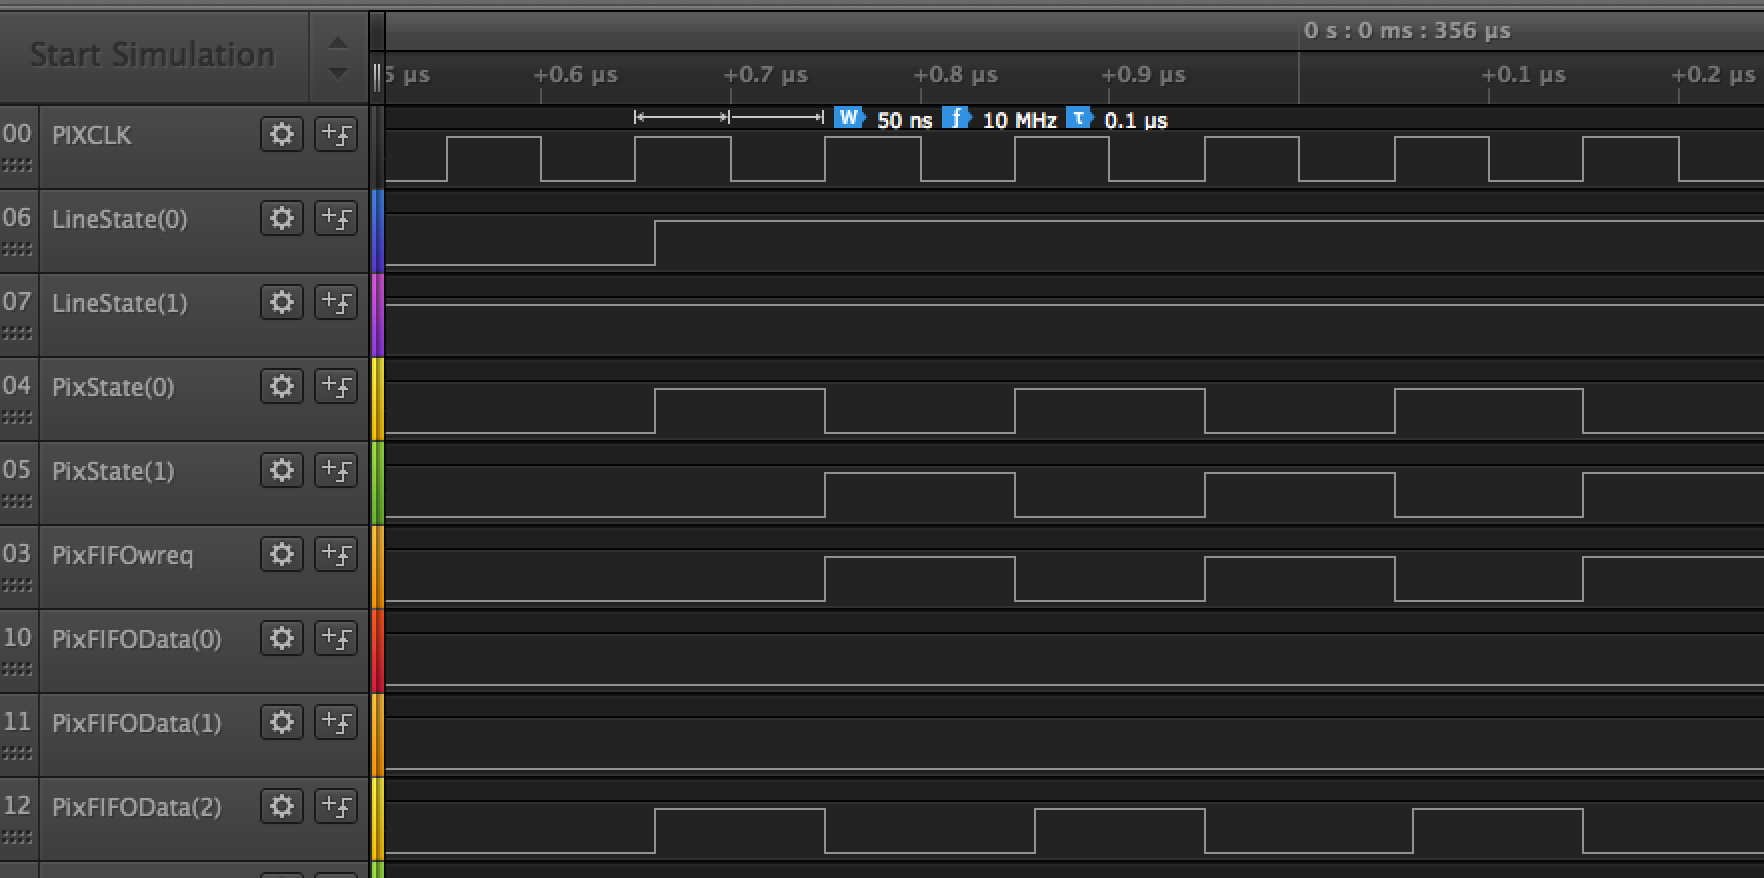 0 s : 0 ms : 356 µs
Start Simulation
5 µs +0.6 µs +0.7 µs +0.8 µs +0.9 µs +0.1 µs +0.2 µs
W 50 ns f 10 MHz τ 0.1 µs
00 PIXCLK
06 LineState(0)
07 LineState(1)
04 PixState(0)
05 PixState(1)
03 PixFIFOwreq
10 PixFIFOData(0)
11 PixFIFOData(1)
12 PixFIFOData(2)